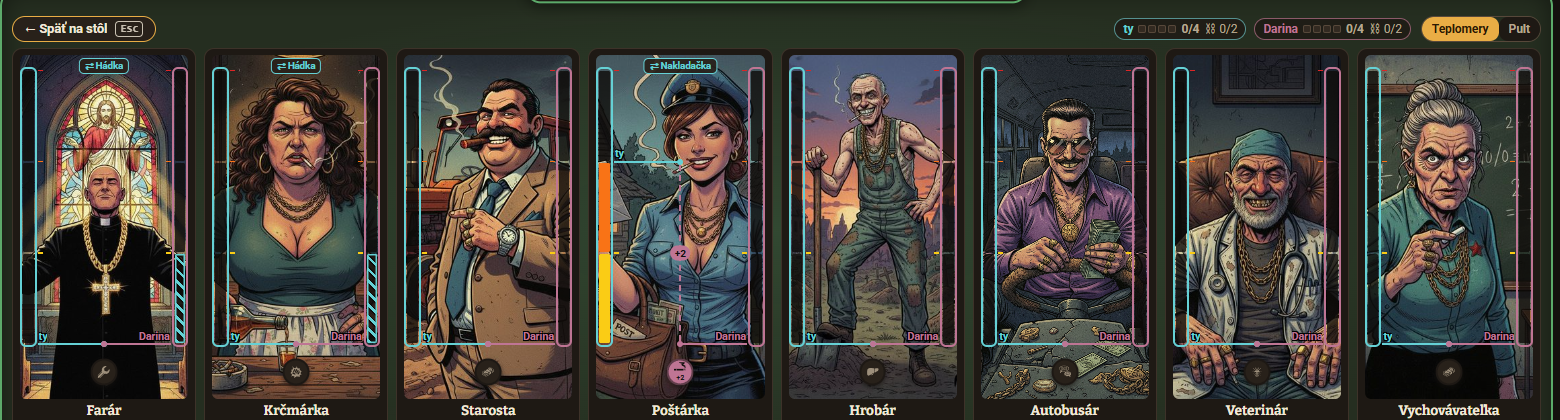 ← Späť na stôl Esc
ty 0/4 0/2
Darina 0/4 0/2
Teplomery Pult
⇄ Hádka
⇄ Hádka
⇄ Nakladačka
ty
+2
+2
POST
ty Darina
ty Darina
ty Darina
Darina
ty Darina
ty Darina
ty Darina
ty Darina
Farár
Krčmárka
Starosta
Poštárka
Hrobár
Autobusár
Veterinár
Vychovávateľka